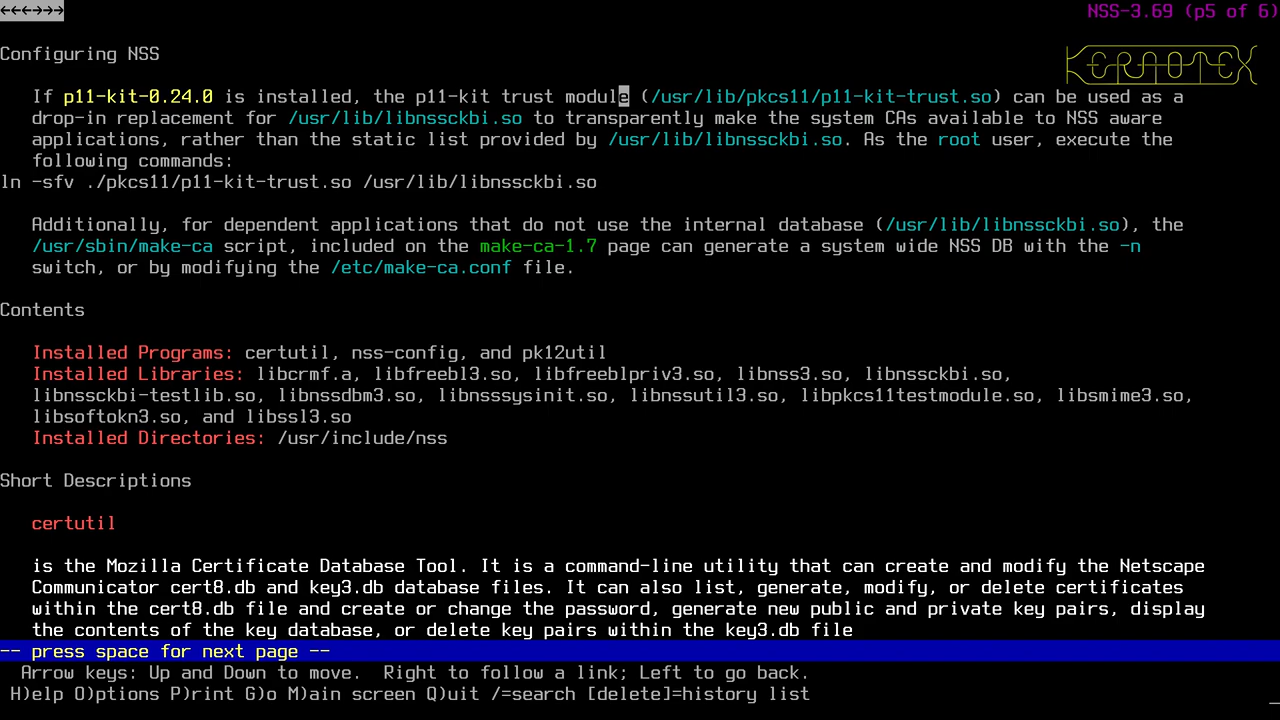 ←←←→→→ NSS-3.69 (p5 of 6)
Configuring NSS
KERNOTEX
If p11-kit-0.24.0 is installed, the p11-kit trust module (/usr/lib/pkcs11/p11-kit-trust.so) can be used as a
drop-in replacement for /usr/lib/libnssckbi.so to transparently make the system CAs available to NSS aware
applications, rather than the static list provided by /usr/lib/libnssckbi.so. As the root user, execute the
following commands:
ln -sfv ./pkcs11/p11-kit-trust.so /usr/lib/libnssckbi.so
Additionally, for dependent applications that do not use the internal database (/usr/lib/libnssckbi.so), the
/usr/sbin/make-ca script, included on the make-ca-1.7 page can generate a system wide NSS DB with the -n
switch, or by modifying the /etc/make-ca.conf file.
Contents
Installed Programs: certutil, nss-config, and pk12util
Installed Libraries: libcrmf.a, libfreebl3.so, libfreeblpriv3.so, libnss3.so, libnssckbi.so,
libnssckbi-testlib.so, libnssdbm3.so, libnsssysinit.so, libnssutil3.so, libpkcs11testmodule.so, libsmime3.so,
libsoftokn3.so, and libssl3.so
Installed Directories: /usr/include/nss
Short Descriptions
certutil
is the Mozilla Certificate Database Tool. It is a command-line utility that can create and modify the Netscape
Communicator cert8.db and key3.db database files. It can also list, generate, modify, or delete certificates
within the cert8.db file and create or change the password, generate new public and private key pairs, display
the contents of the key database, or delete key pairs within the key3.db file
-- press space for next page --
Arrow keys: Up and Down to move. Right to follow a link; Left to go back.
H)elp O)ptions P)rint G)o M)ain screen Q)uit /=search [delete]=history list